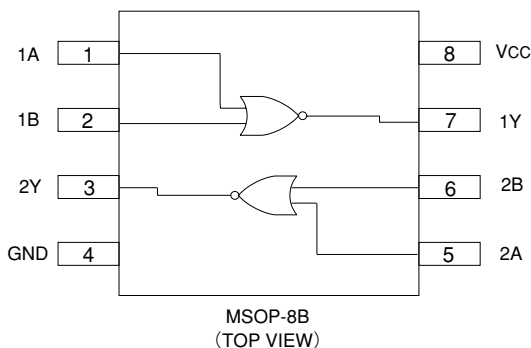 1A 1 8 VCC
1B 2 7 1Y
2Y 3 6 2B
GND 4 5 2A
MSOP-8B
(TOP VIEW)